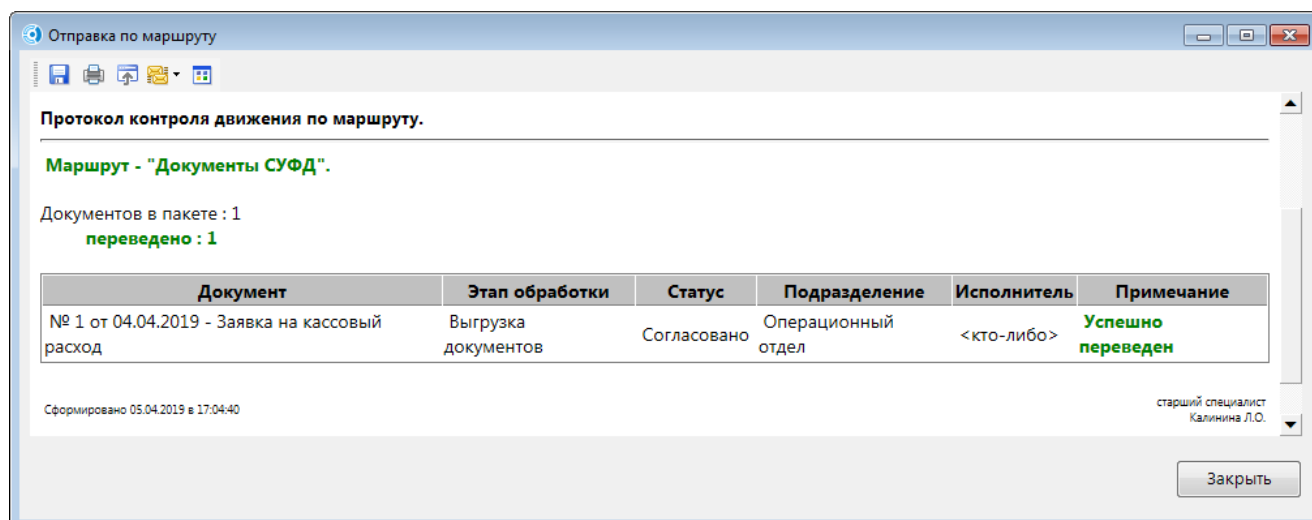 Отправка по маршруту
Протокол контроля движения по маршруту.
Маршрут - "Документы СУФД".
Документов в пакете : 1
переведено : 1
Документ Этап обработки Статус Подразделение Исполнитель Примечание
№ 1 от 04.04.2019 - Заявка на кассовый расход Выгрузка документов Согласовано Операционный отдел <кто-либо> Успешно переведен
Сформировано 05.04.2019 в 17:04:40
старший специалист
Калинина Л.О.
Закрыть